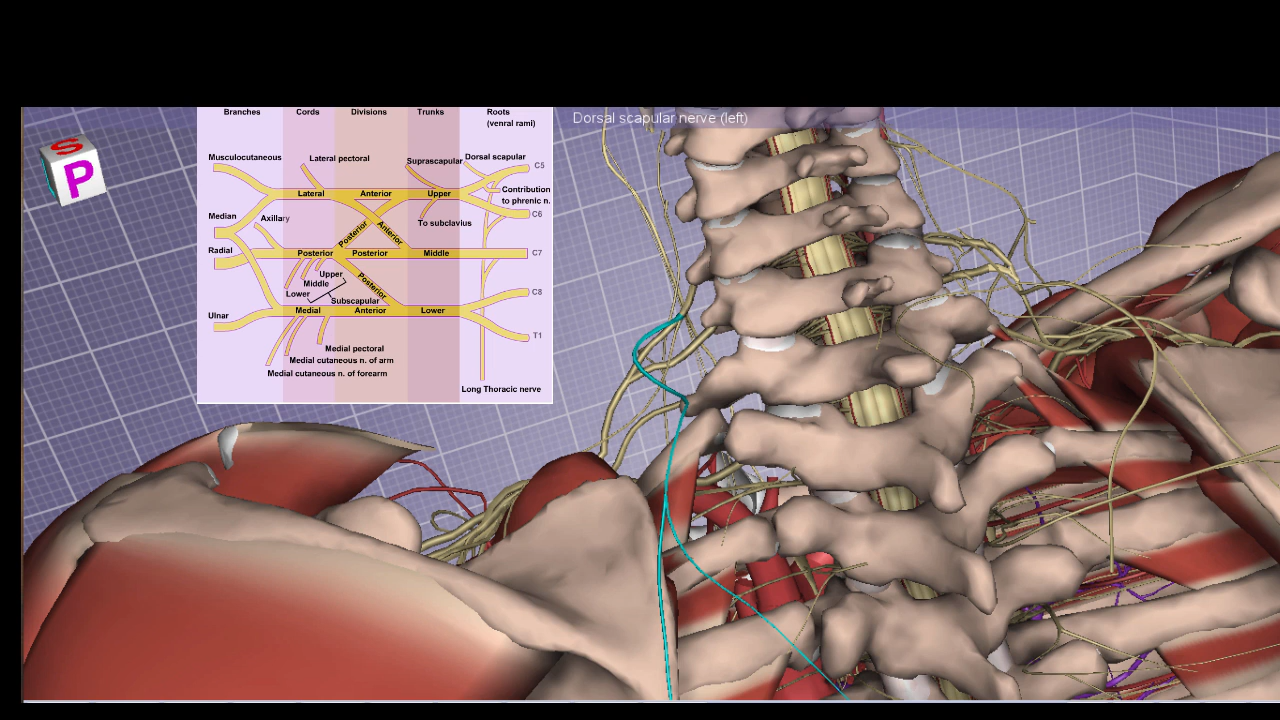 Branches Cords Divisions Trunks Roots
(venral rami)
Dorsal scapular nerve (left)
S
P
Musculocutaneous
Lateral pectoral
Suprascapular
Dorsal scapular
C5
Lateral
Anterior
Upper
Contribution
to phrenic n.
Median
Axillary
Posterior
Anterior
To subclavius
C6
Radial
Posterior
Posterior
Middle
C7
Upper
Middle
Lower
Subscapular
Posterior
C8
Ulnar
Medial
Anterior
Lower
T1
Medial pectoral
Medial cutaneous n. of arm
Medial cutaneous n. of forearm
Long Thoracic nerve